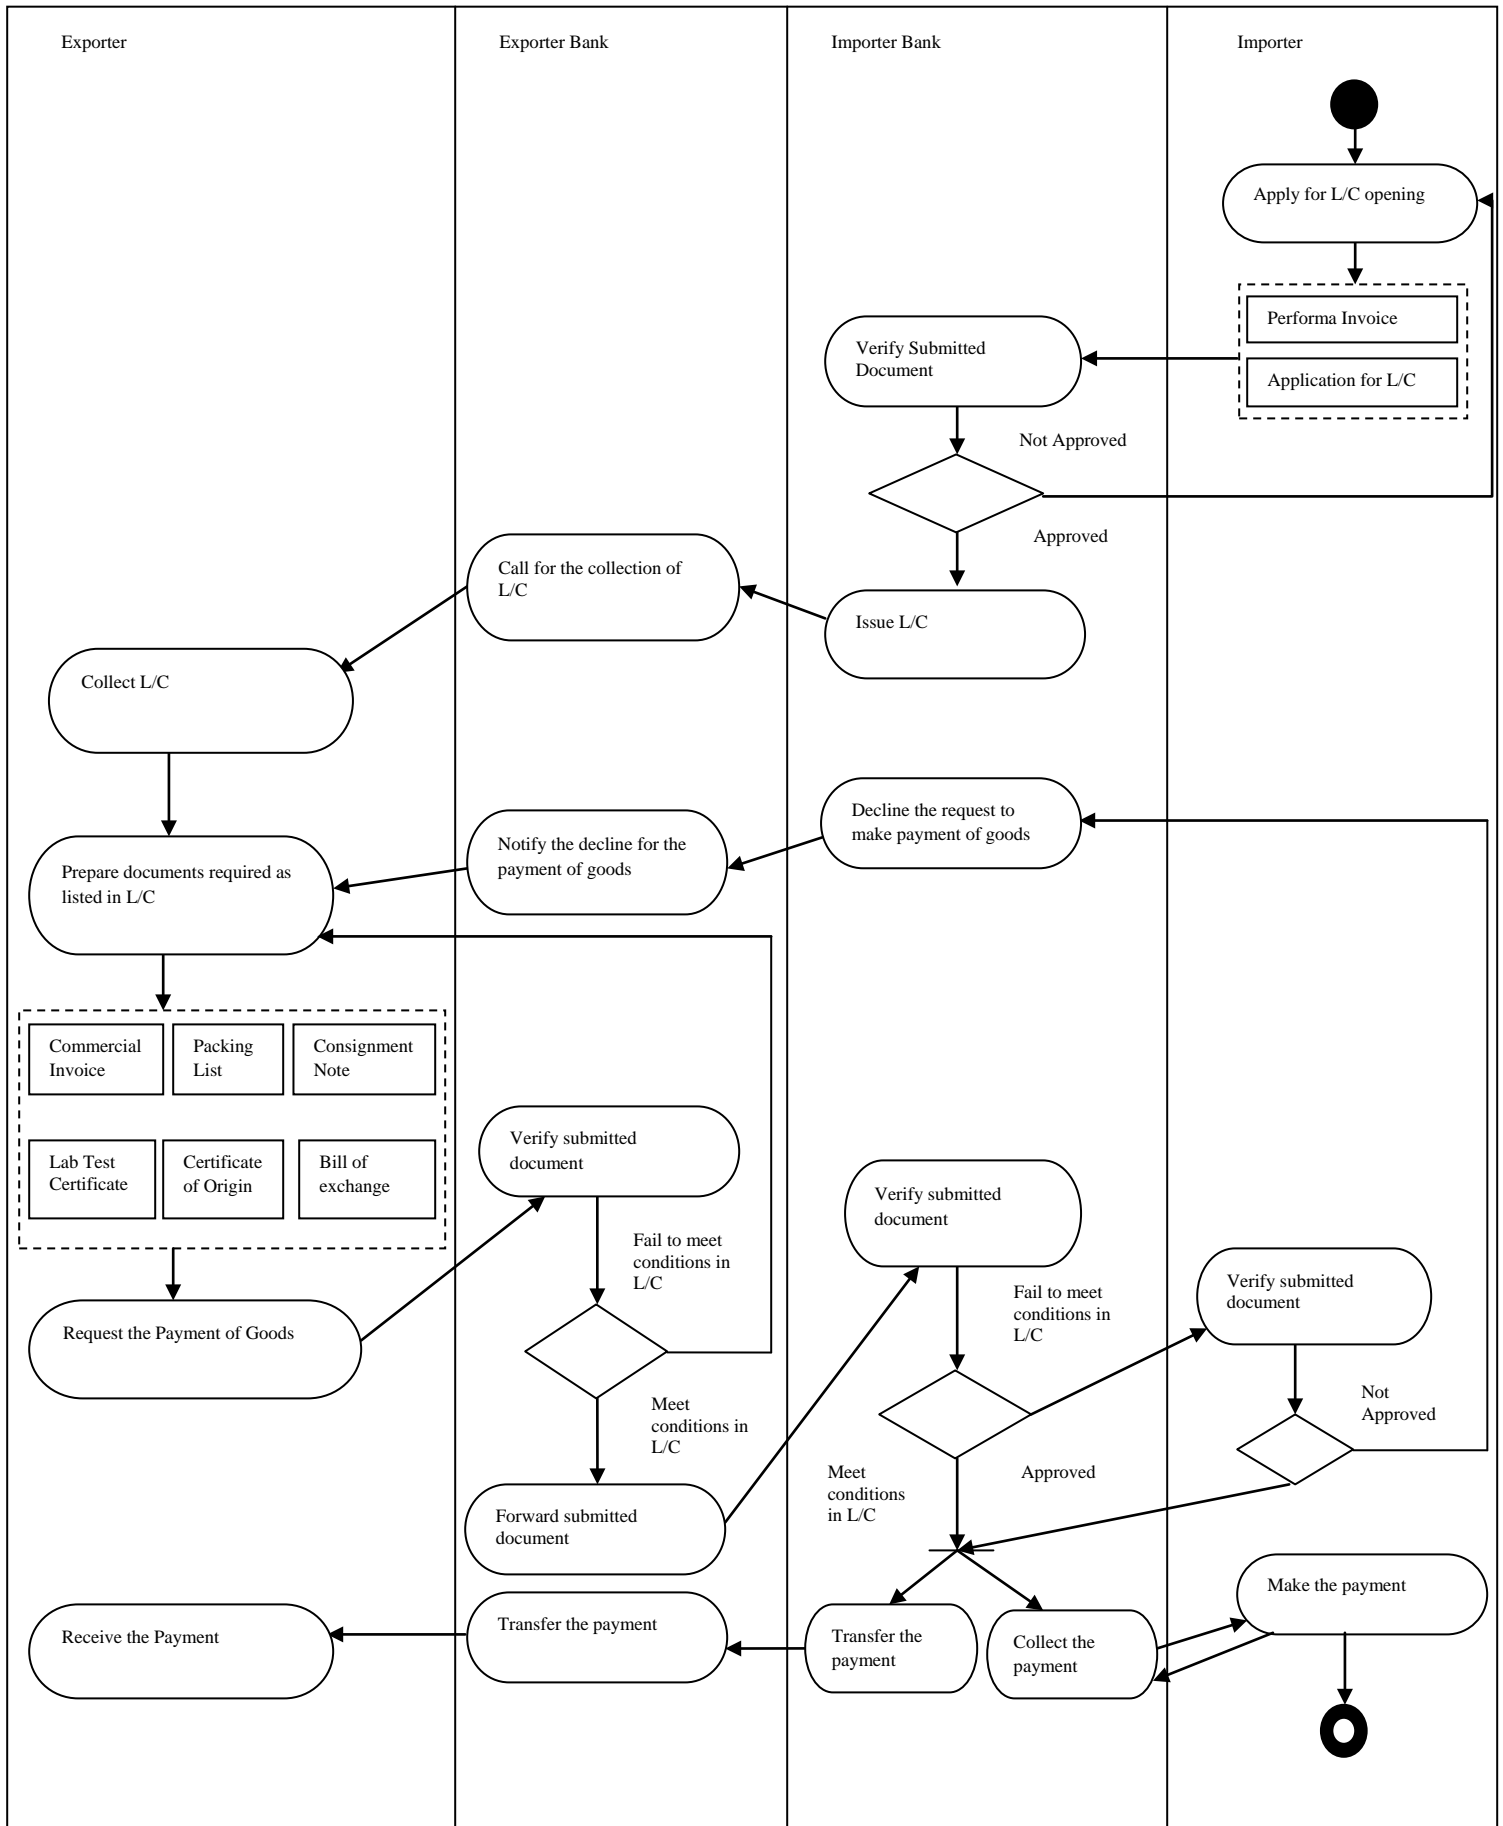 Exporter
Exporter Bank
Importer Bank
Importer
Apply for L/C opening
Performa Invoice
Application for L/C
Verify Submitted
Document
Not Approved
Approved
Call for the collection of
L/C
Issue L/C
Collect L/C
Decline the request to
make payment of goods
Notify the decline for the
payment of goods
Prepare documents required as
listed in L/C
Commercial
Invoice
Packing
List
Consignment
Note
Lab Test
Certificate
Certificate
of Origin
Bill of
exchange
Verify submitted
document
Verify submitted
document
Fail to meet
conditions in
L/C
Verify submitted
document
Fail to meet
conditions in
L/C
Request the Payment of Goods
Meet
conditions in
L/C
Not
Approved
Meet
conditions
in L/C
Approved
Forward submitted
document
Make the payment
Receive the Payment
Transfer the payment
Transfer the
payment
Collect the
payment